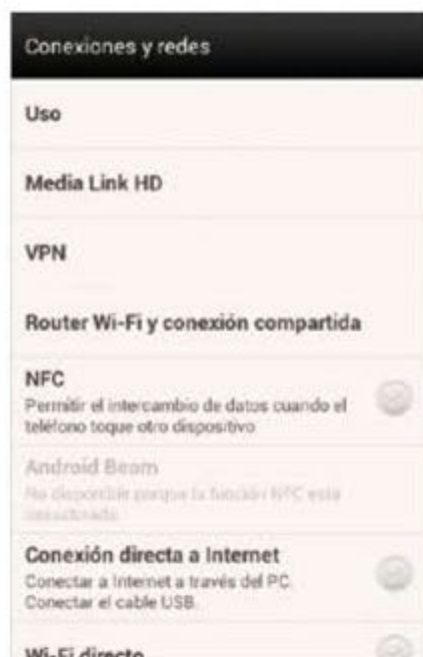 Conexiones y redes
Uso
Media Link HD
VPN
Router Wi-Fi y conexión compartida
NFC
Permitir el intercambio de datos cuando el
teléfono toque otro dispositivo
Android Beam
No disponible porque la función NFC está
Conexión directa a Internet
Conectar a Internet a través del PC.
Conectar el cable USB.
Wi-Fi directo